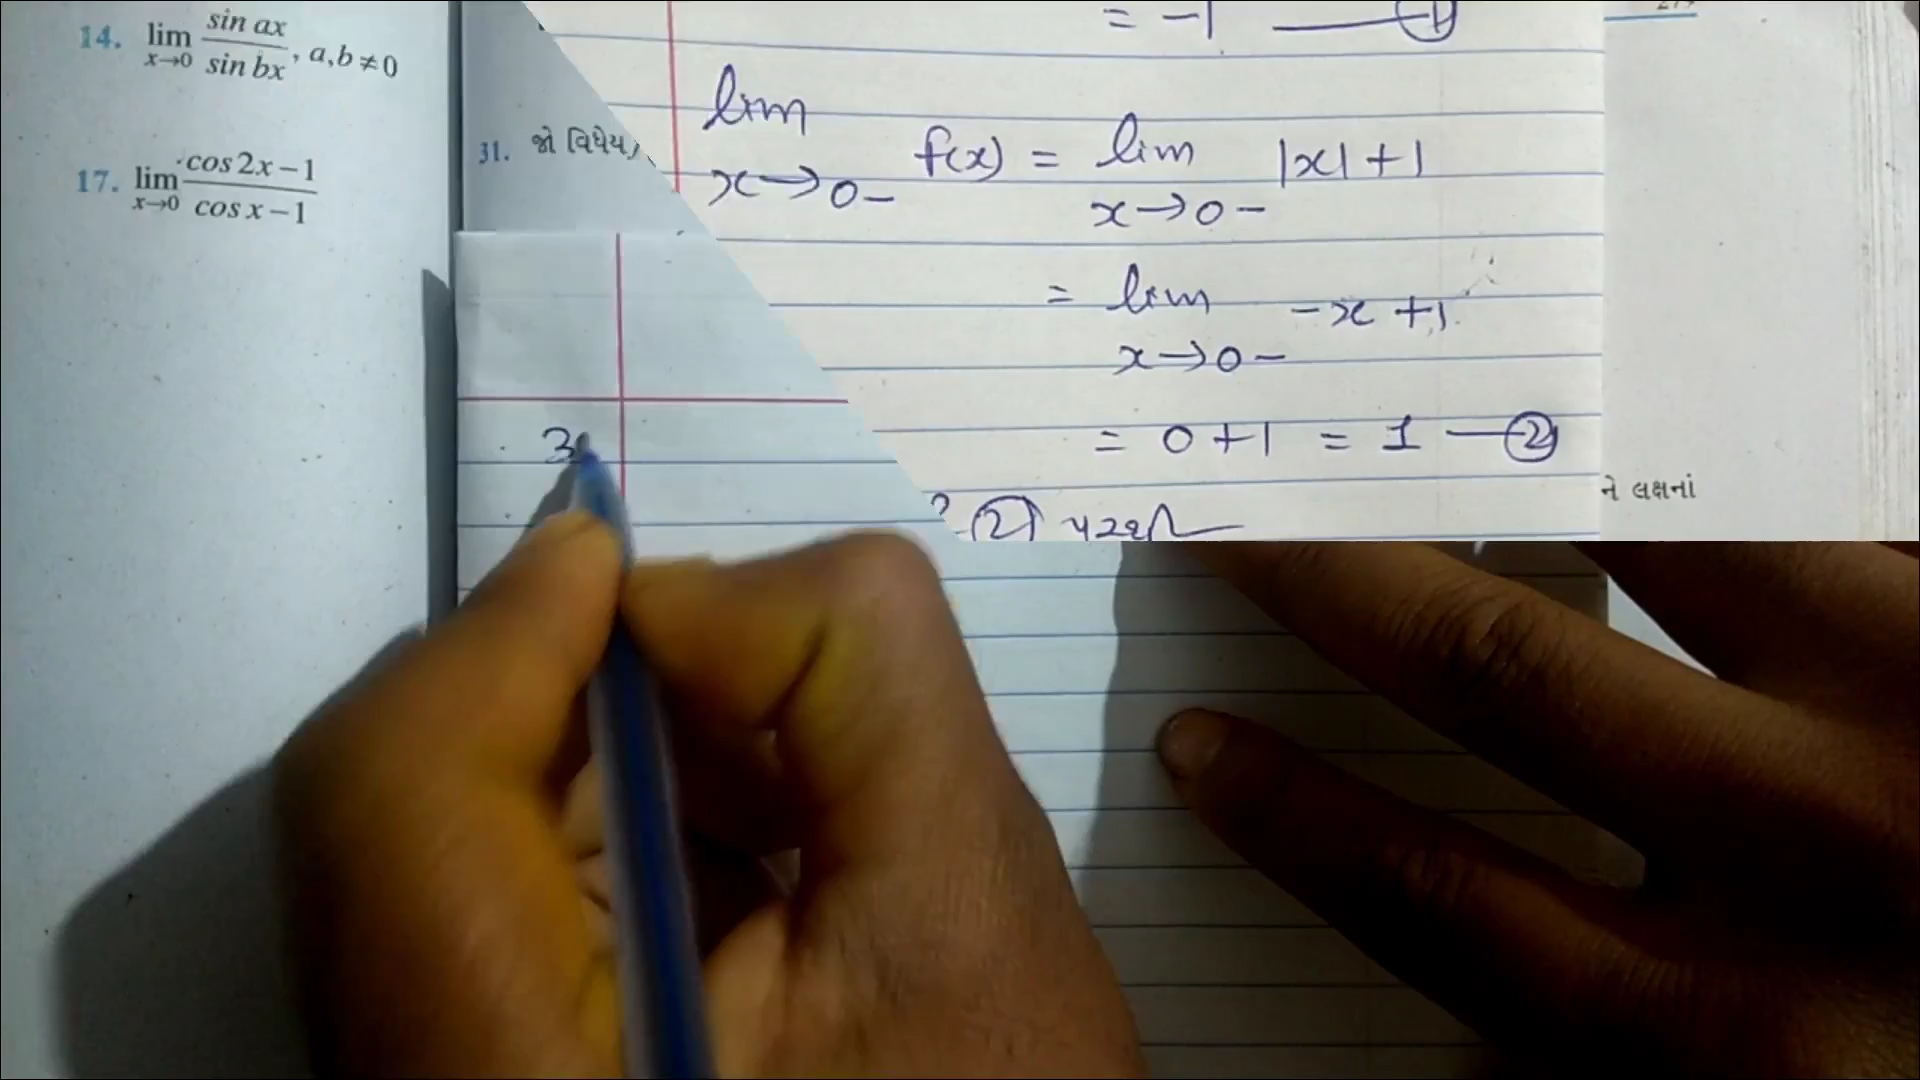 14. lim x→0 sin ax / sin bx , a,b ≠ 0
17. lim x→0 cos 2x − 1 / cos x − 1
31. જો વિધેય
= -1 ——— ①
lim x→0- f(x) = lim x→0- |x| + 1
= lim x→0- -x + 1
= 0 + 1 = 1 — ②
② પરથી
ને લક્ષનાં
3